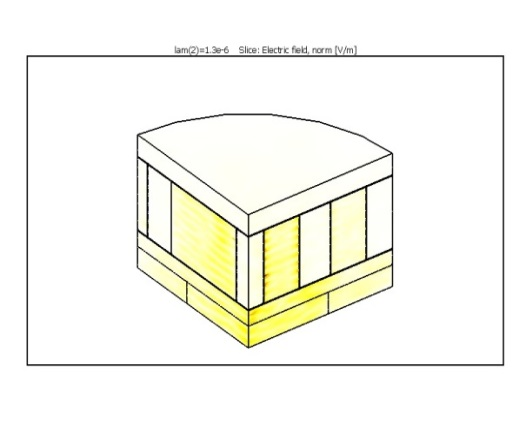 lam(2)=1.3e-6 Slice: Electric field, norm [V/m]